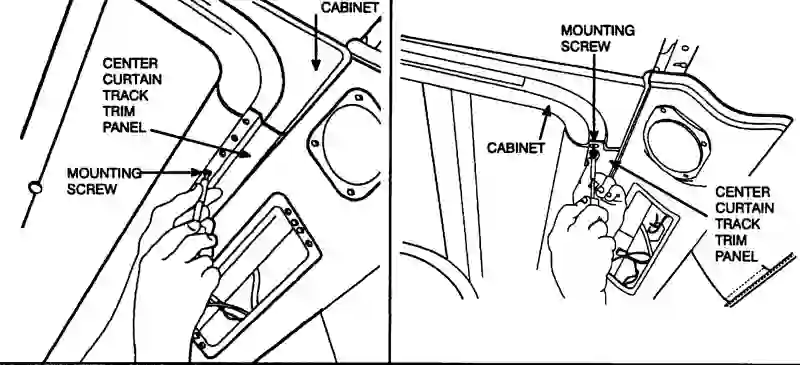 CABINET
CENTER
CURTAIN
TRACK
TRIM
PANEL
MOUNTING
SCREW
MOUNTING
SCREW
CABINET
CENTER
CURTAIN
TRACK
TRIM
PANEL